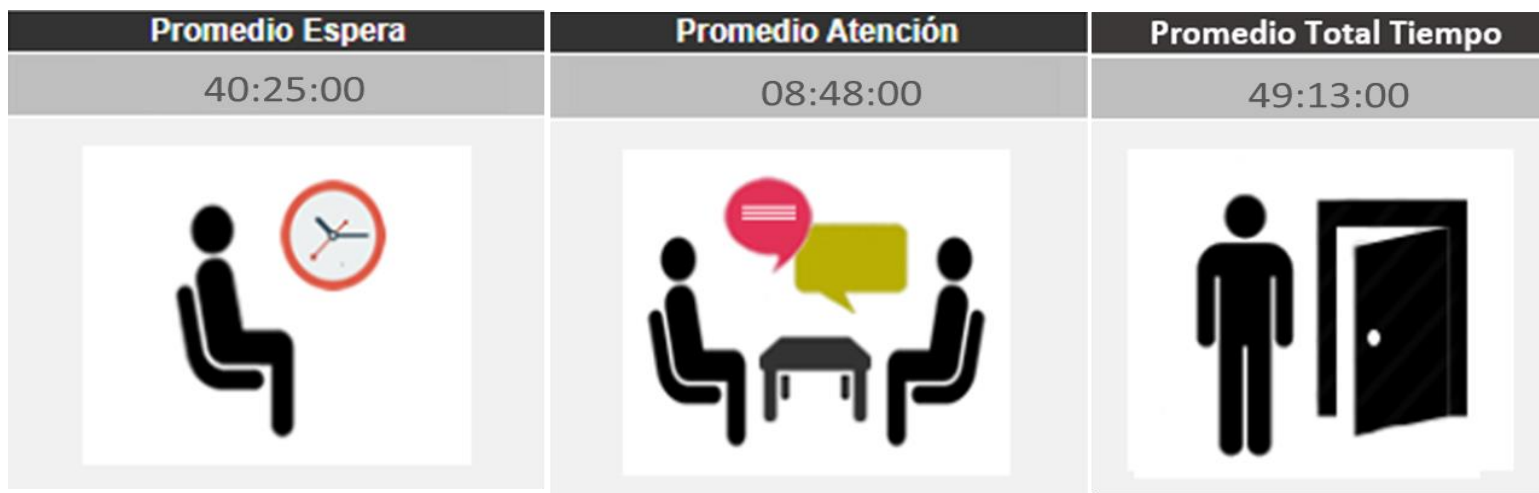 Promedio Espera
Promedio Atención
Promedio Total Tiempo
40:25:00
08:48:00
49:13:00